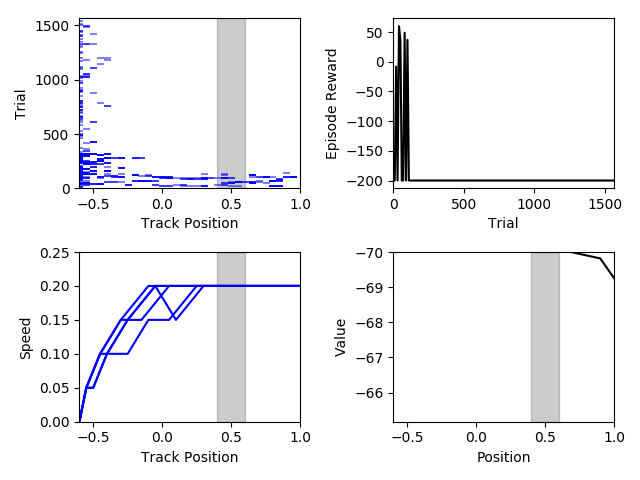 1500
1000
500
0
Trial
−0.5 0.0 0.5 1.0
Track Position
50
0
−50
−100
−150
−200
Episode Reward
0 500 1000 1500
Trial
0.25
0.20
0.15
0.10
0.05
0.00
Speed
−0.5 0.0 0.5 1.0
Track Position
−70
−69
−68
−67
−66
Value
−0.5 0.0 0.5 1.0
Position